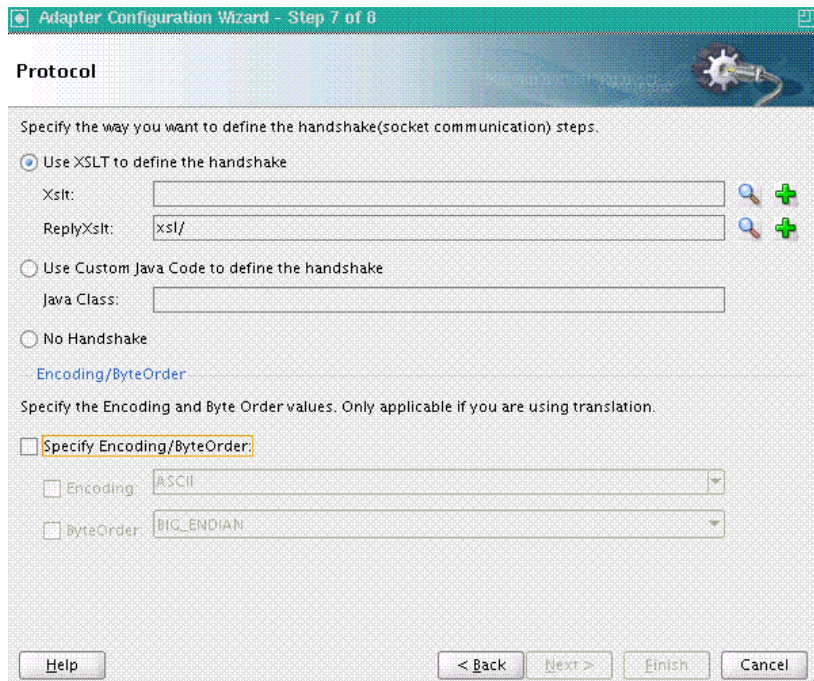 Adapter Configuration Wizard - Step 7 of 8
Protocol
Specify the way you want to define the handshake(socket communication) steps.
Use XSLT to define the handshake
Xslt:
ReplyXslt: xsl/
Use Custom Java Code to define the handshake
Java Class:
No Handshake
Encoding/ByteOrder
Specify the Encoding and Byte Order values. Only applicable if you are using translation.
Specify Encoding/ByteOrder:
Encoding: ASCII
ByteOrder: BIG_ENDIAN
Help < Back Next > Finish Cancel